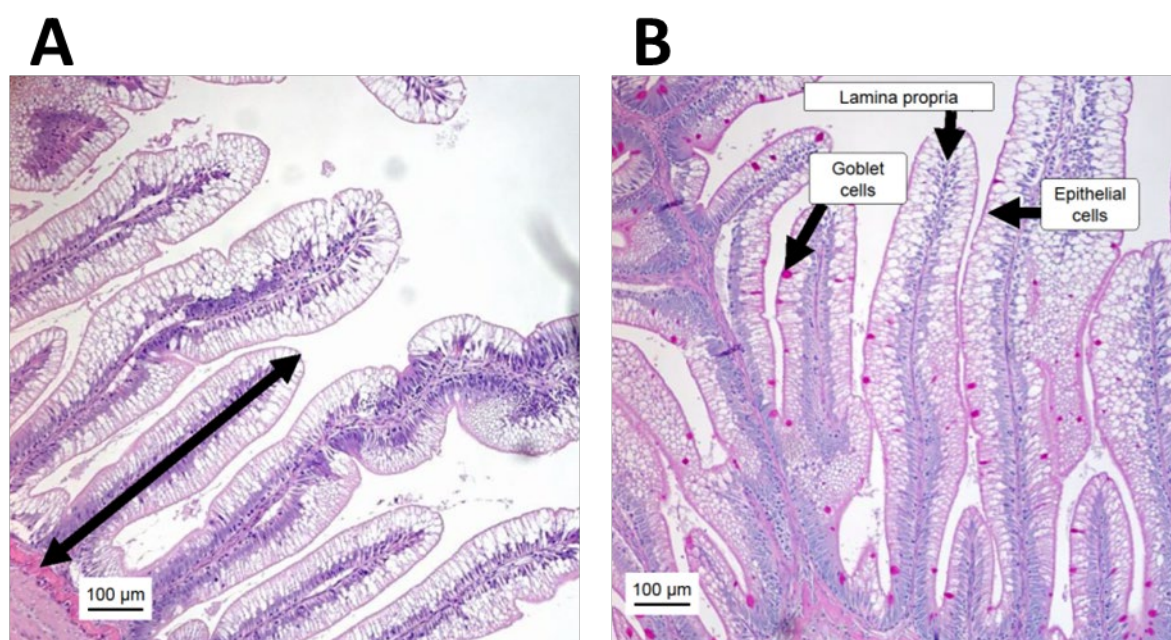 A
B
Lamina propria
Goblet
cells
Epithelial
cells
100 µm
100 µm